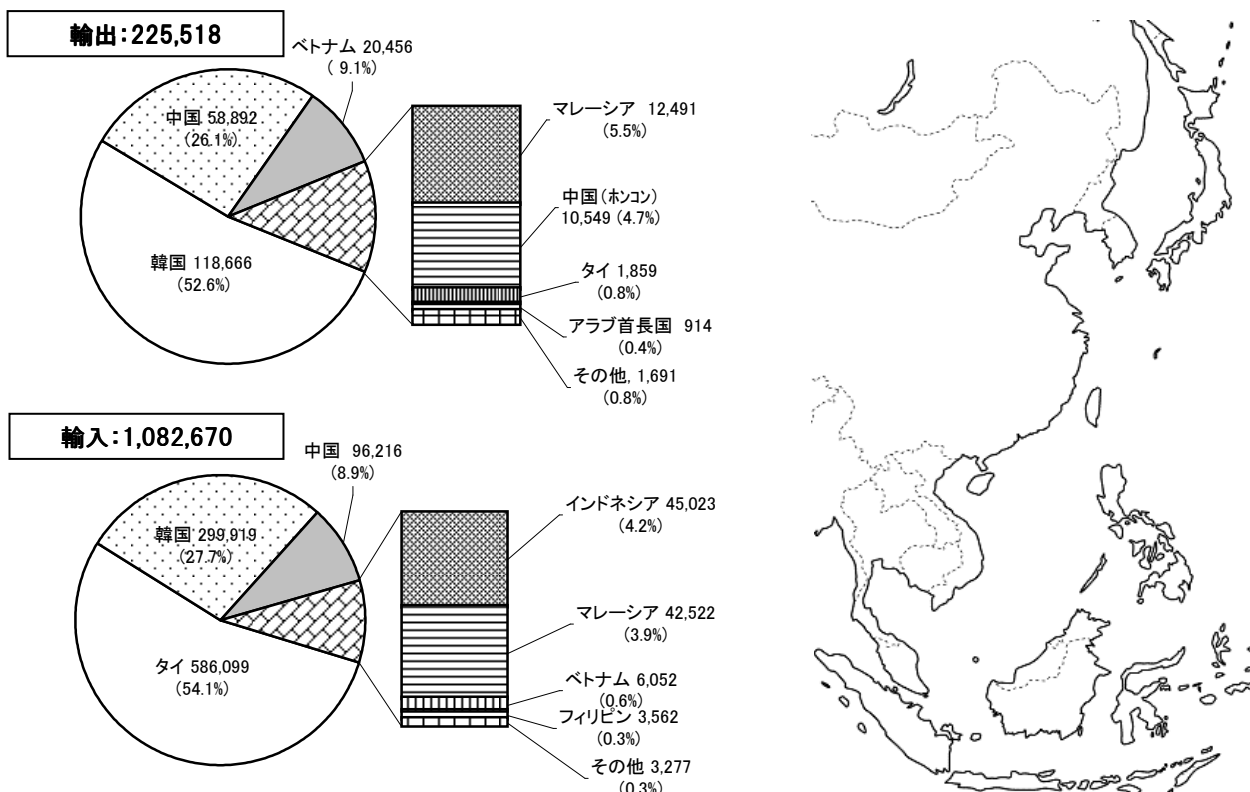 輸出:225,518
ベトナム 20,456
( 9.1%)
中国 58,892
(26.1%)
韓国 118,666
(52.6%)
マレーシア 12,491
(5.5%)
中国(ホンコン)
10,549 (4.7%)
タイ 1,859
(0.8%)
アラブ首長国 914
(0.4%)
その他, 1,691
(0.8%)
輸入:1,082,670
中国 96,216
(8.9%)
韓国 299,919
(27.7%)
タイ 586,099
(54.1%)
インドネシア 45,023
(4.2%)
マレーシア 42,522
(3.9%)
ベトナム 6,052
(0.6%)
フィリピン 3,562
(0.3%)
その他 3,277
(0.3%)